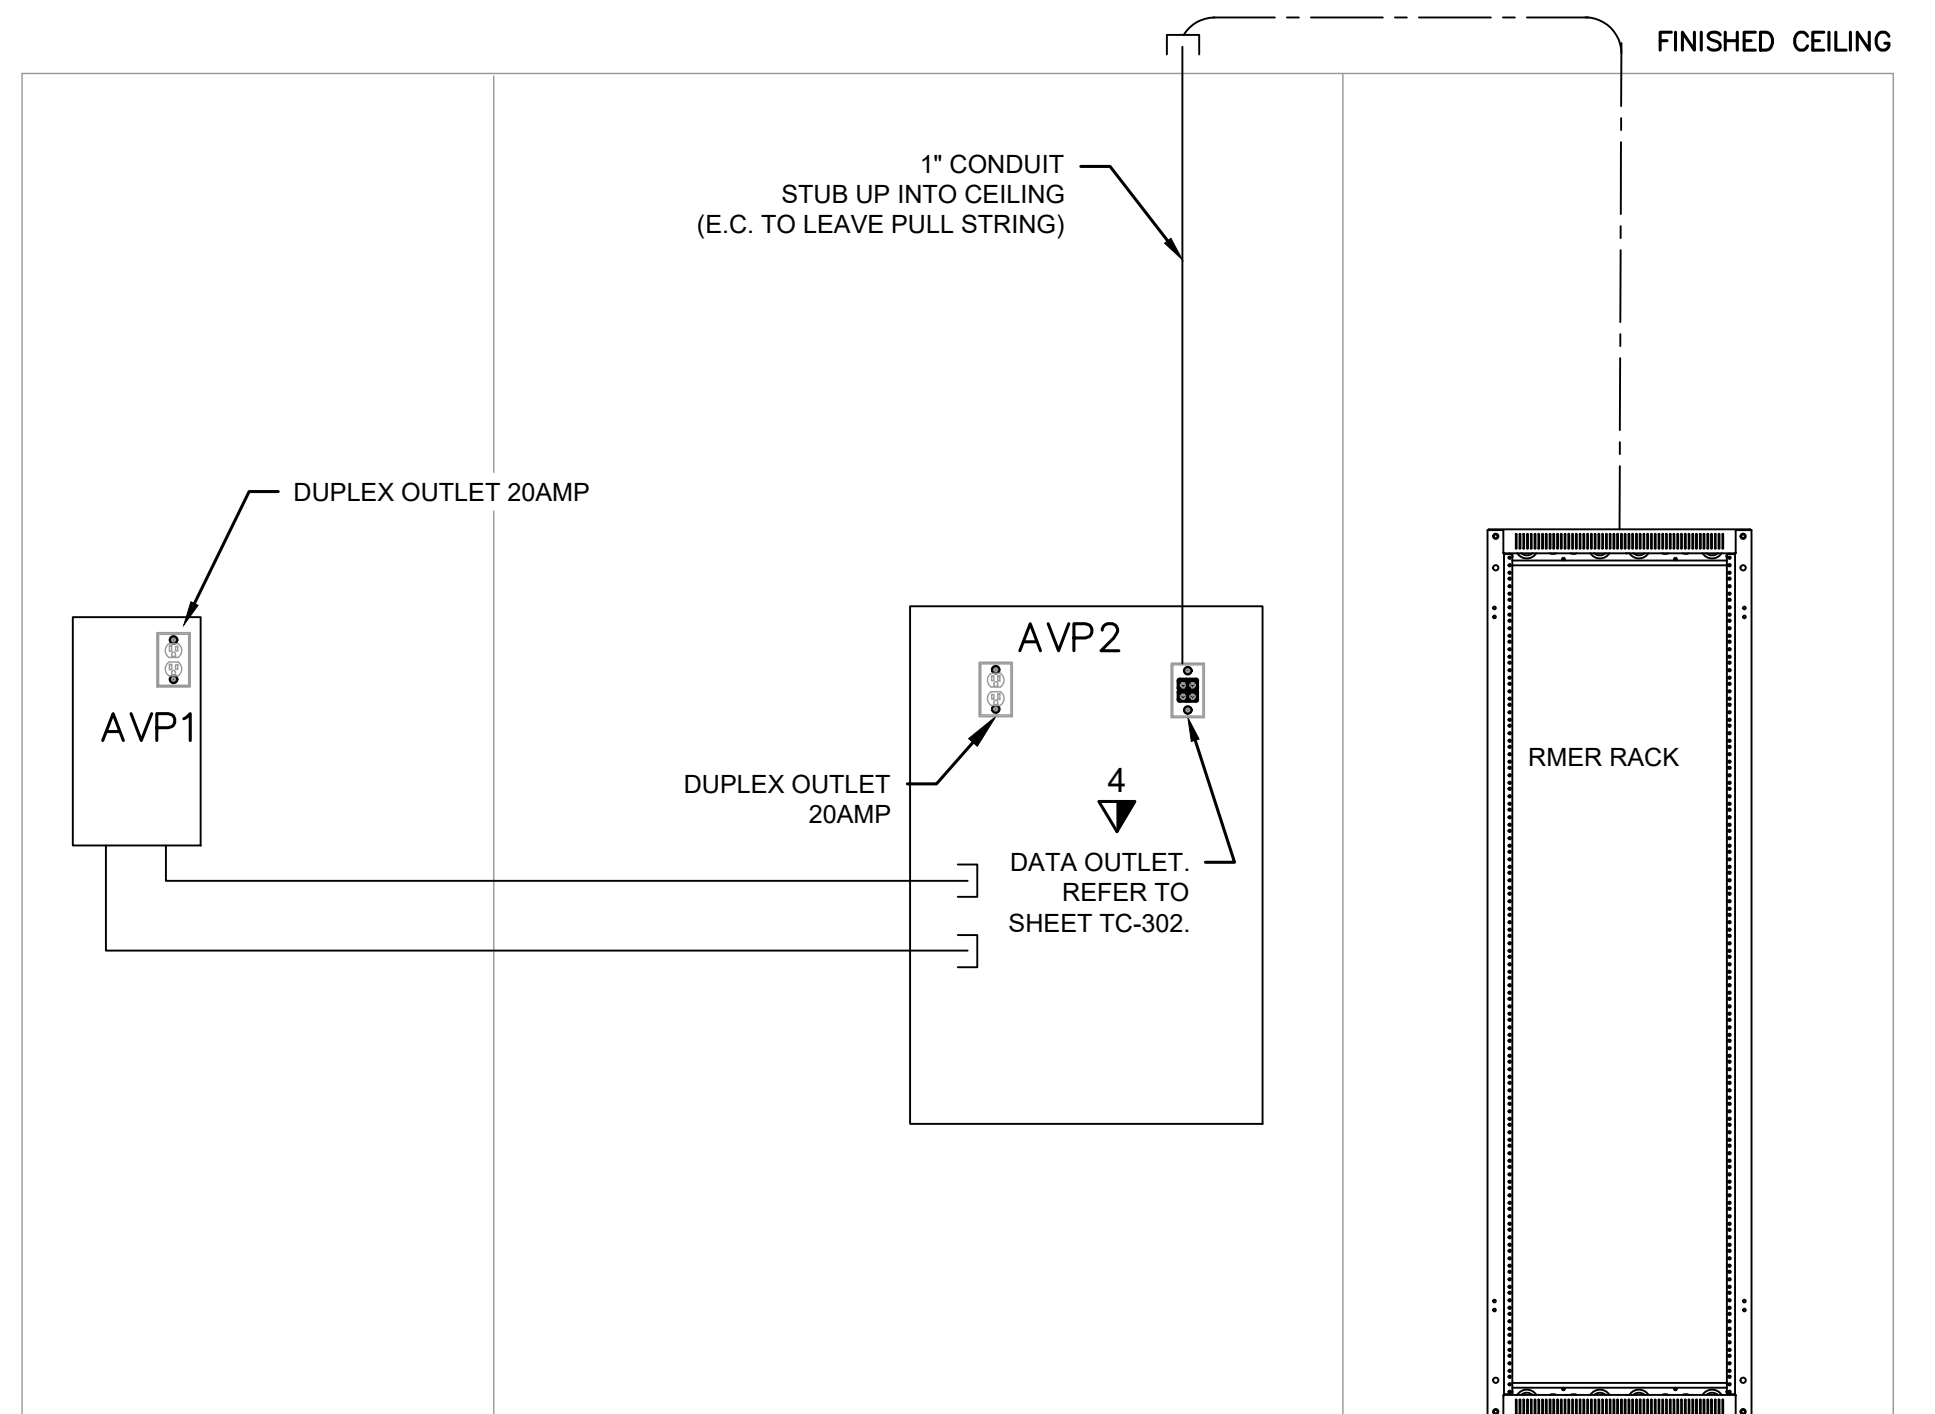 FINISHED CEILING
1" CONDUIT
STUB UP INTO CEILING
(E.C. TO LEAVE PULL STRING)
DUPLEX OUTLET 20AMP
AVP1
AVP2
DUPLEX OUTLET
20AMP
4
DATA OUTLET.
REFER TO
SHEET TC-302.
RMER RACK